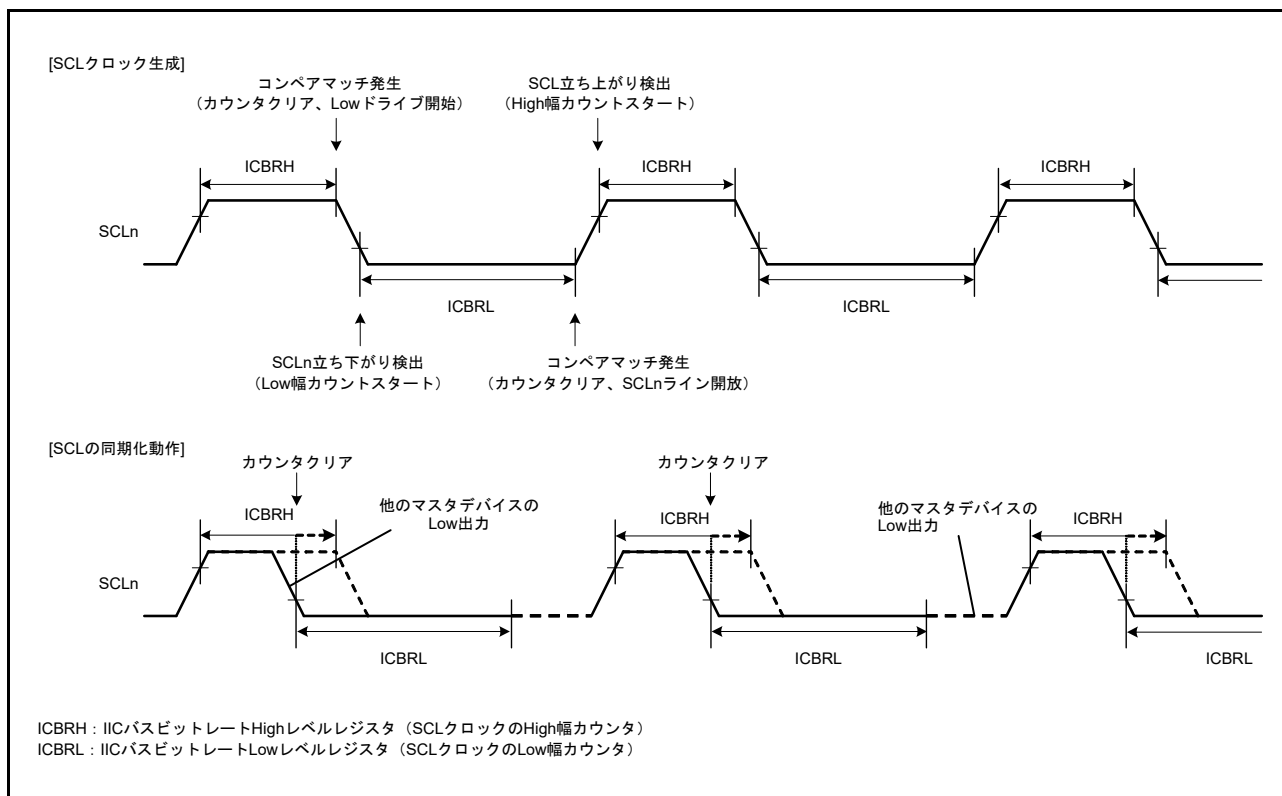 [SCLクロック生成]
コンペアマッチ発生
（カウンタクリア、Lowドライブ開始）
SCL立ち上がり検出
（High幅カウントスタート）
ICBRH
ICBRH
ICBRH
SCLn
ICBRL
ICBRL
SCLn立ち下がり検出
（Low幅カウントスタート）
コンペアマッチ発生
（カウンタクリア、SCLnライン開放）
[SCLの同期化動作]
カウンタクリア
カウンタクリア
他のマスタデバイスの
Low出力
他のマスタデバイスの
Low出力
ICBRH
ICBRH
ICBRH
SCLn
ICBRL
ICBRL
ICBRL
ICBRH：IICバスビットレートHighレベルレジスタ（SCLクロックのHigh幅カウンタ）
ICBRL：IICバスビットレートLowレベルレジスタ（SCLクロックのLow幅カウンタ）